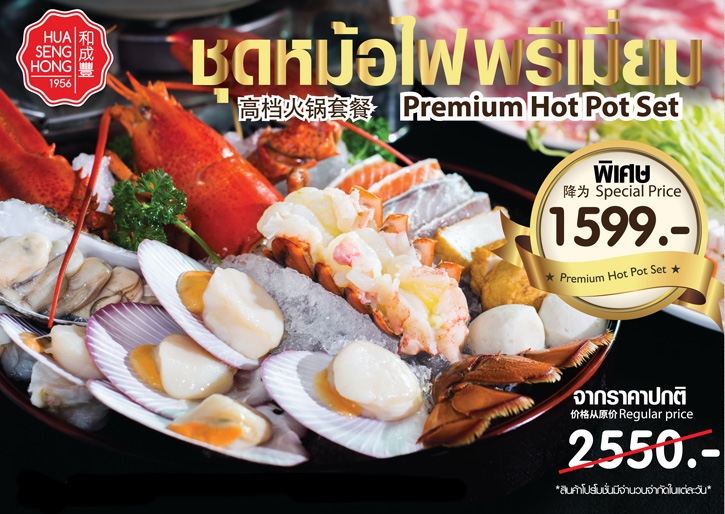 HUA
SENG
HONG
1956
和成豐
ชุดหม้อไฟพรีเมี่ยม
高档火锅套餐 Premium Hot Pot Set
พิเศษ
降为 Special Price
1599.-
★ Premium Hot Pot Set ★
จากราคาปกติ
价格从原价 Regular price
2550.-
*สินค้าโปรโมชั่นมีจำนวนจำกัดในแต่ละวัน*